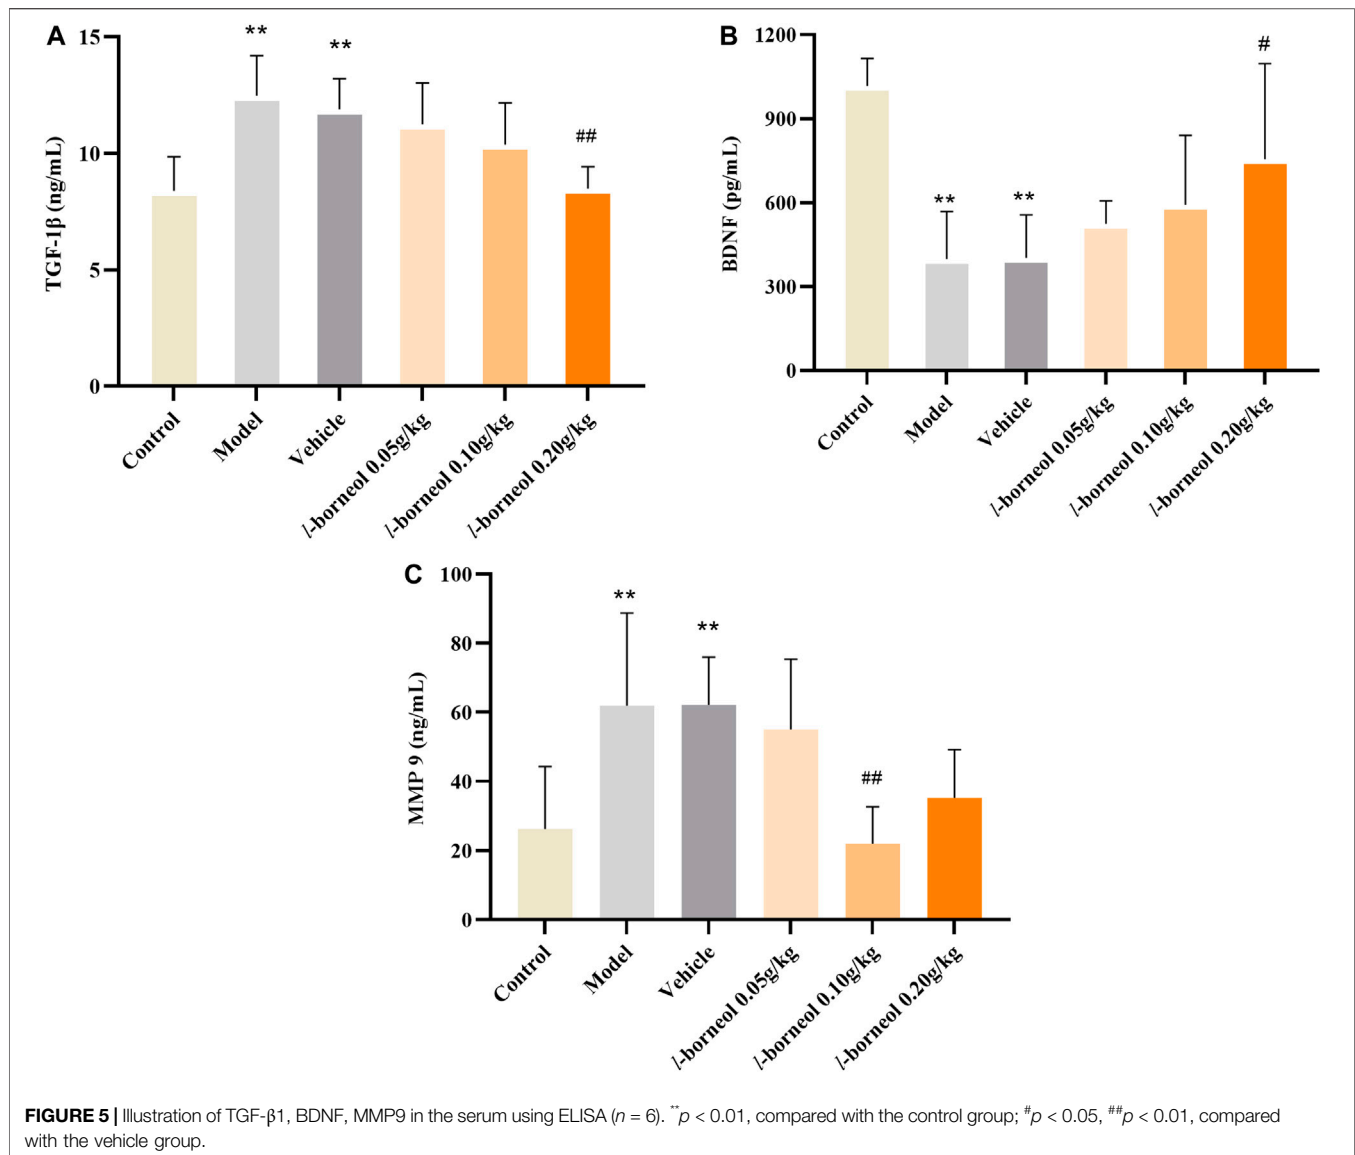 A
15
10
5
0
TGF-1β (ng/mL)
**
**
##
Control
Model
Vehicle
l-borneol 0.05g/kg
l-borneol 0.10g/kg
l-borneol 0.20g/kg
B
1200
900
600
300
0
BDNF (pg/mL)
**
**
#
Control
Model
Vehicle
l-borneol 0.05g/kg
l-borneol 0.10g/kg
l-borneol 0.20g/kg
C
100
80
60
40
20
0
MMP 9 (ng/mL)
**
**
##
Control
Model
Vehicle
l-borneol 0.05g/kg
l-borneol 0.10g/kg
l-borneol 0.20g/kg
FIGURE 5 | Illustration of TGF-β1, BDNF, MMP9 in the serum using ELISA (n = 6). **p < 0.01, compared with the control group; #p < 0.05, ##p < 0.01, compared
with the vehicle group.